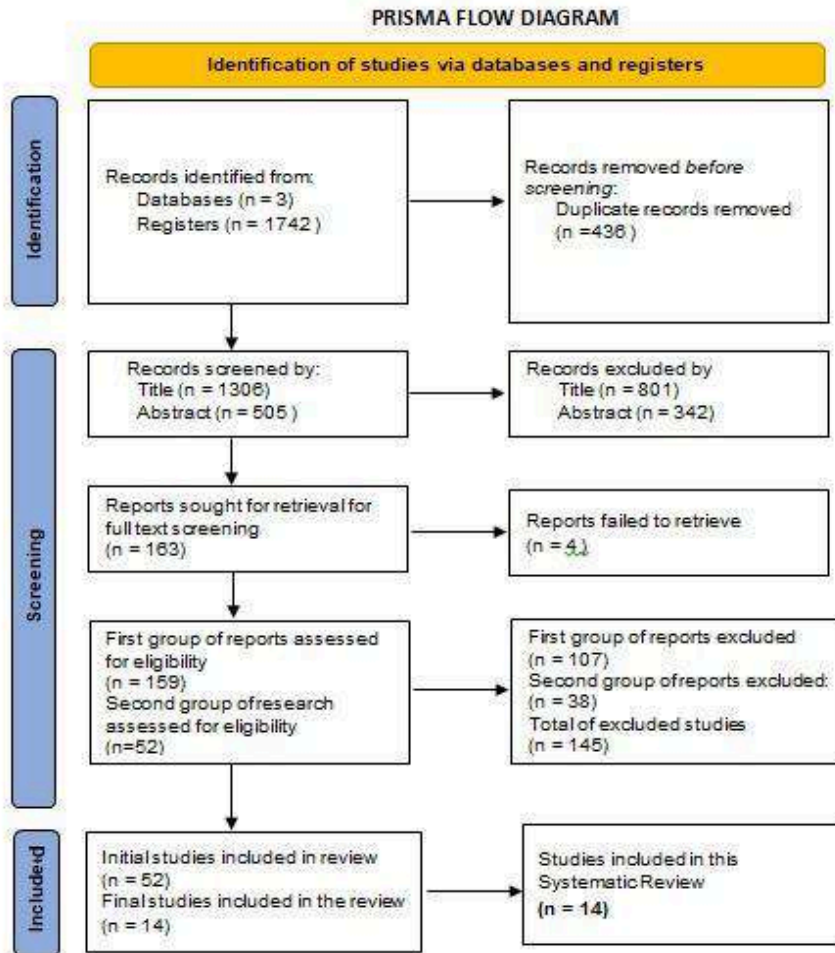 PRISMA FLOW DIAGRAM
Identification of studies via databases and registers
Identification
Records identified from:
Databases (n = 3)
Registers (n = 1742 )
Records removed before
screening:
Duplicate records removed
(n =436 )
Screening
Records screened by:
Title (n = 1306)
Abstract (n = 505 )
Records excluded by
Title (n = 801)
Abstract (n = 342)
Reports sought for retrieval for
full text screening
(n = 163)
Reports failed to retrieve
(n = 4 )
First group of reports assessed
for eligibility
(n = 159)
Second group of research
assessed for eligibility
(n=52)
First group of reports excluded
(n = 107)
Second group of reports excluded:
(n = 38)
Total of excluded studies
(n = 145)
Included
Initial studies included in review
(n = 52)
Final studies included in the review
(n = 14)
Studies included in this
Systematic Review
(n = 14)